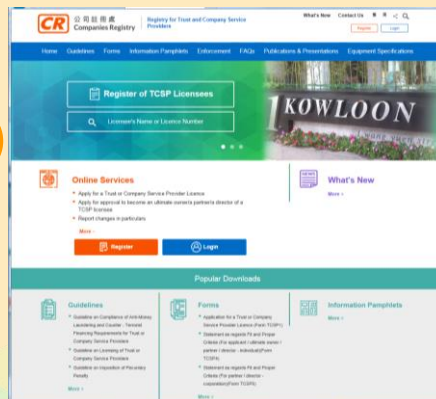 CR
公司註冊處
Companies Registry
Registry for Trust and Company Service
Providers
What's New
Contact Us
Register
Login
Home
Guidelines
Forms
Information Pamphlets
Enforcement
FAQs
Publications & Presentations
Equipment Specifications
Register of TCSP Licensees
Licensee's Name or Licence Number
1 KOWLOON
1 wang yuen street
Online Services
Apply for a Trust or Company Service Provider Licence
Apply for approval to become an ultimate owner/a partner/a director of a
TCSP licensee
Report changes in particulars
More
Register
Login
What's New
More
Popular Downloads
Guidelines
Guideline on Compliance of Anti-Money
Laundering and Counter - Terrorist
Financing Requirements for Trust or
Company Service Providers
Guideline on Licensing of Trust or
Company Service Providers
Guideline on Imposition of Pecuniary
Penalty
More
Forms
Application for a Trust or Company
Service Provider Licence (Form TCSP1)
Statement as regards Fit and Proper
Criteria (For applicant / ultimate owner /
partner / director - Individual)(Form
Statement as regards Fit and Proper
Criteria (For partner / director -
More
Information Pamphlets
More